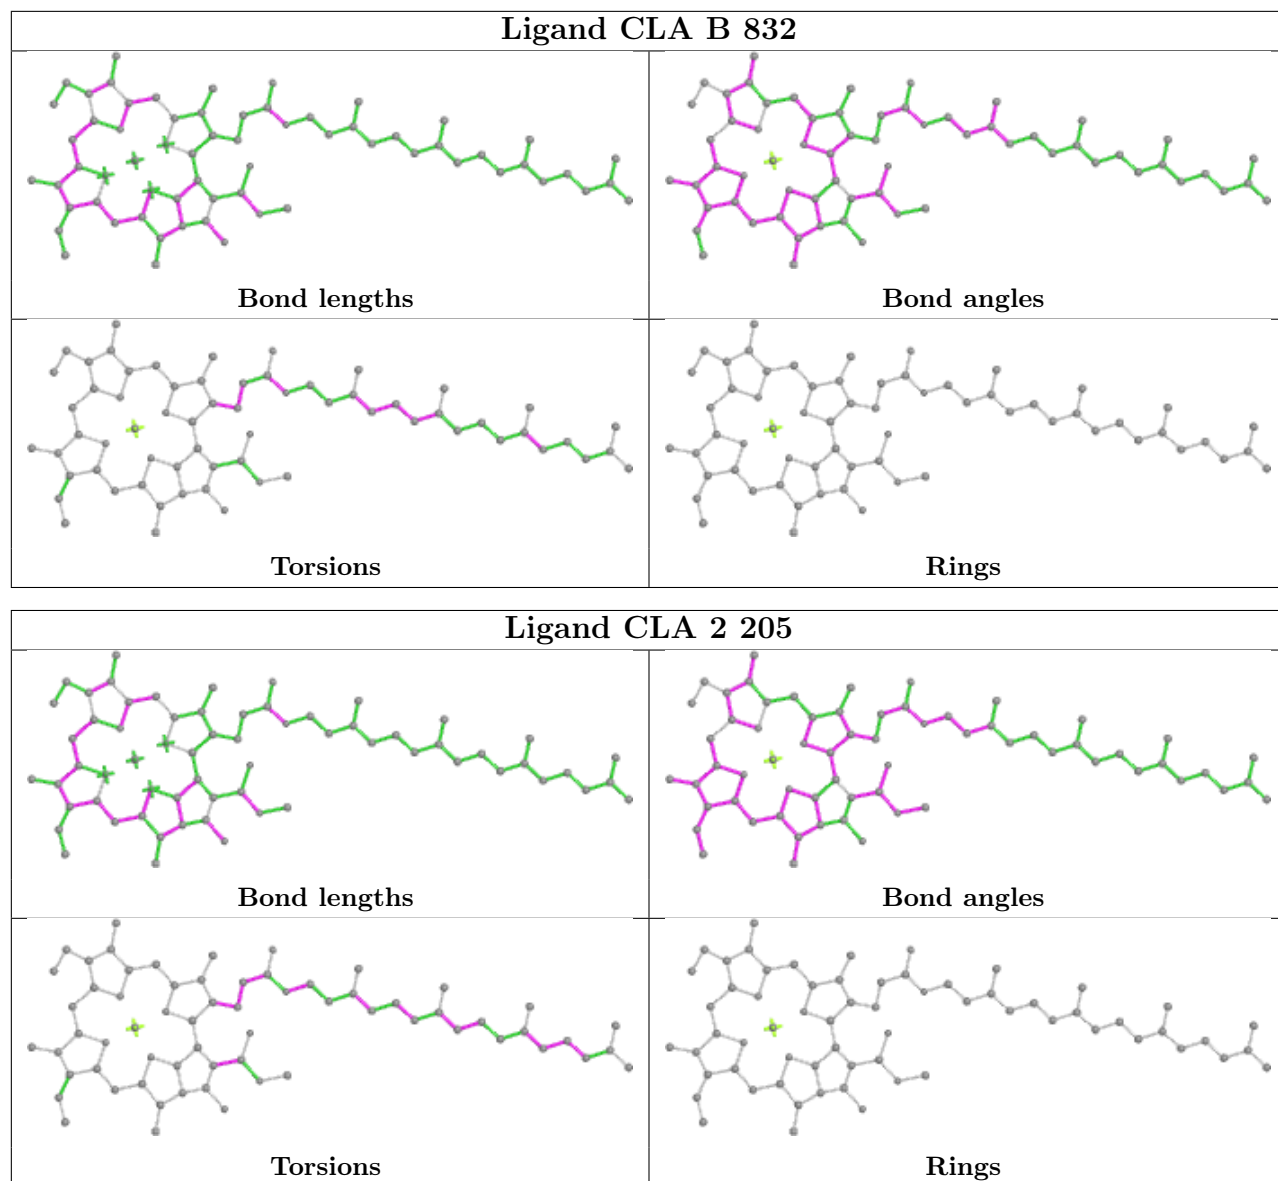 Ligand CLA B 832
Bond lengths
Bond angles
Torsions
Rings
Ligand CLA 2 205
Bond lengths
Bond angles
Torsions
Rings